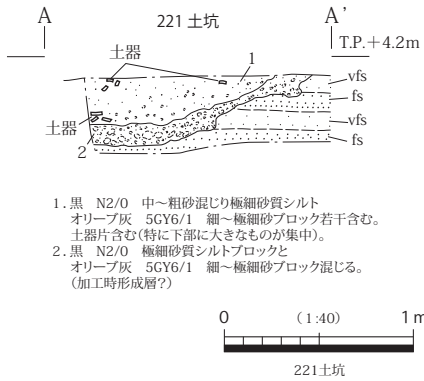 A
221 土坑
A'
土器
1
T.P.+4.2m
vfs
fs
vfs
fs
土器
2
1. 黒 N2/0 中～粗砂混じり極細砂質シルト
オリーブ灰 5GY6/1 細～極細砂ブロック若干含む。
土器片含む(特に下部に大きなものが集中)。
2. 黒 N2/0 極細砂質シルトブロックと
オリーブ灰 5GY6/1 細～極細砂ブロック混じる。
(加工時形成層?)
0 (1:40) 1m
221土坑